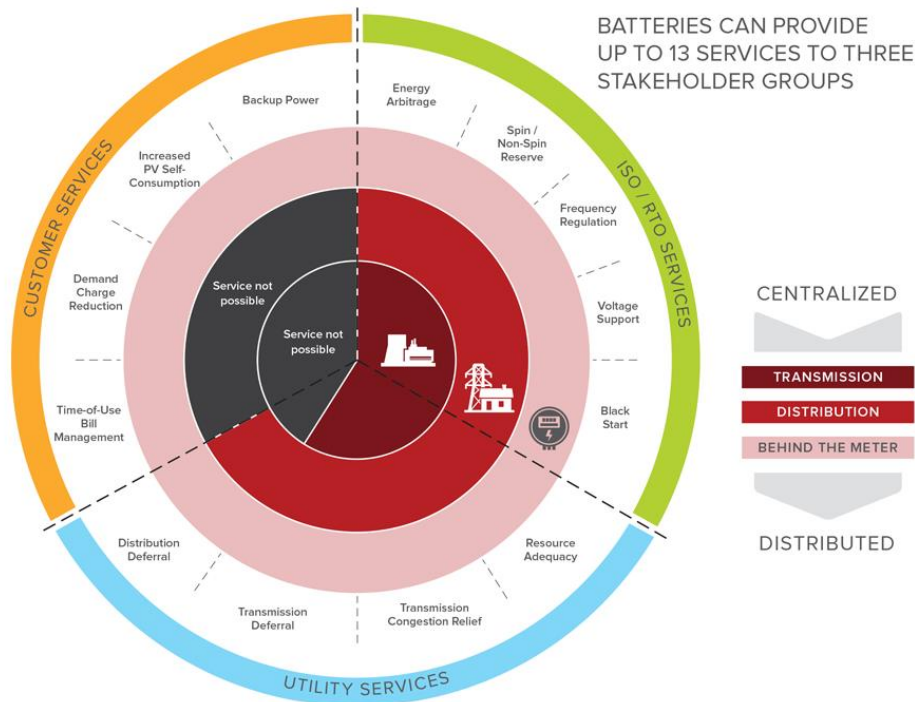 BATTERIES CAN PROVIDE
UP TO 13 SERVICES TO THREE
STAKEHOLDER GROUPS
CUSTOMER SERVICES
ISO / RTO SERVICES
UTILITY SERVICES
Backup Power
Increased
PV Self-
Consumption
Demand
Charge
Reduction
Time-of-Use
Bill
Management
Energy
Arbitrage
Spin /
Non-Spin
Reserve
Frequency
Regulation
Voltage
Support
Black
Start
Resource
Adequacy
Transmission
Congestion Relief
Transmission
Deferral
Distribution
Deferral
Service not
possible
Service not
possible
CENTRALIZED
TRANSMISSION
DISTRIBUTION
BEHIND THE METER
DISTRIBUTED